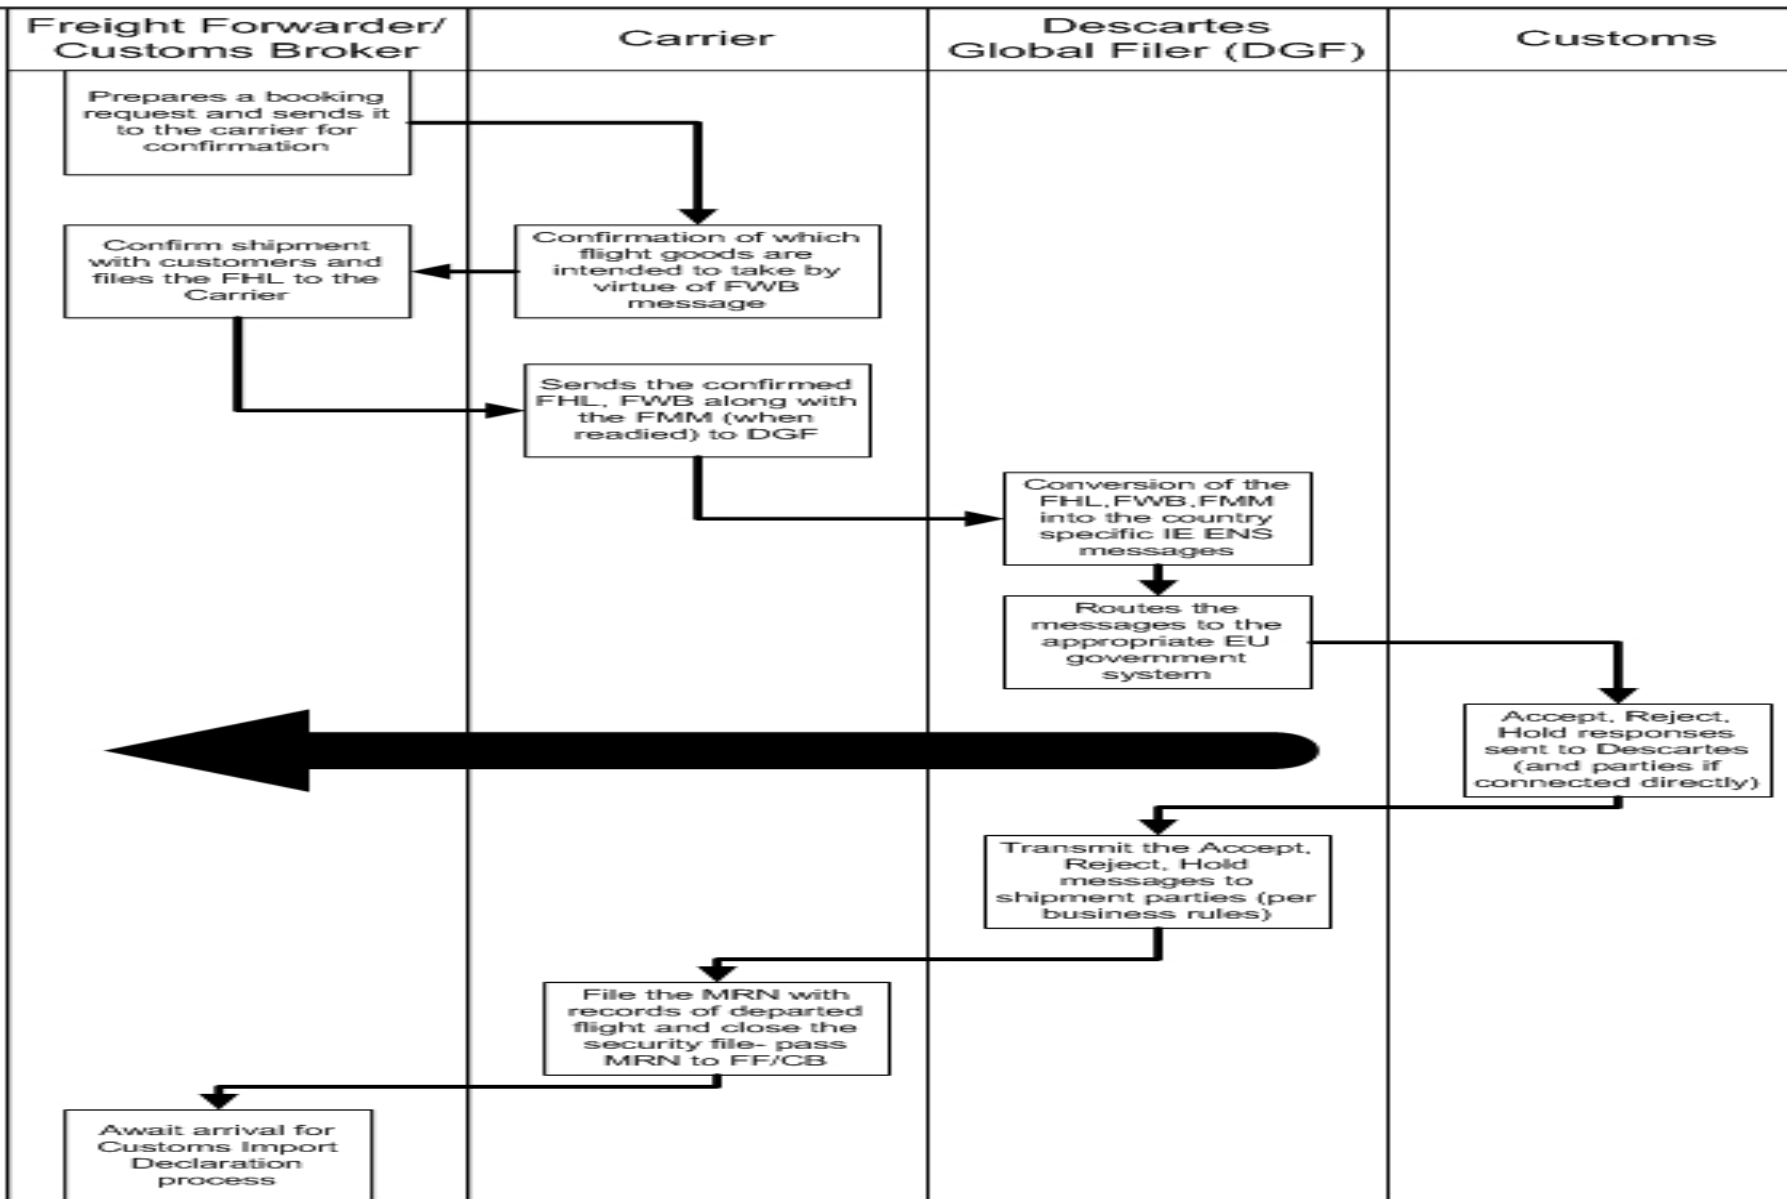 Freight Forwarder/
Customs Broker
Carrier
Descartes
Global Filer (DGF)
Customs
Prepares a booking
request and sends it
to the carrier for
confirmation
Confirm shipment
with customers and
files the FHL to the
Carrier
Confirmation of which
flight goods are
intended to take by
virtue of FWB
message
Sends the confirmed
FHL, FWB along with
the FMM (when
readied) to DGF
Conversion of the
FHL,FWB,FMM
into the country
specific IE ENS
messages
Routes the
messages to the
appropriate EU
government
system
Accept, Reject,
Hold responses
sent to Descartes
(and parties if
connected directly)
Transmit the Accept,
Reject, Hold
messages to
shipment parties (per
business rules)
File the MRN with
records of departed
flight and close the
security file- pass
MRN to FF/CB
Await arrival for
Customs Import
Declaration
process